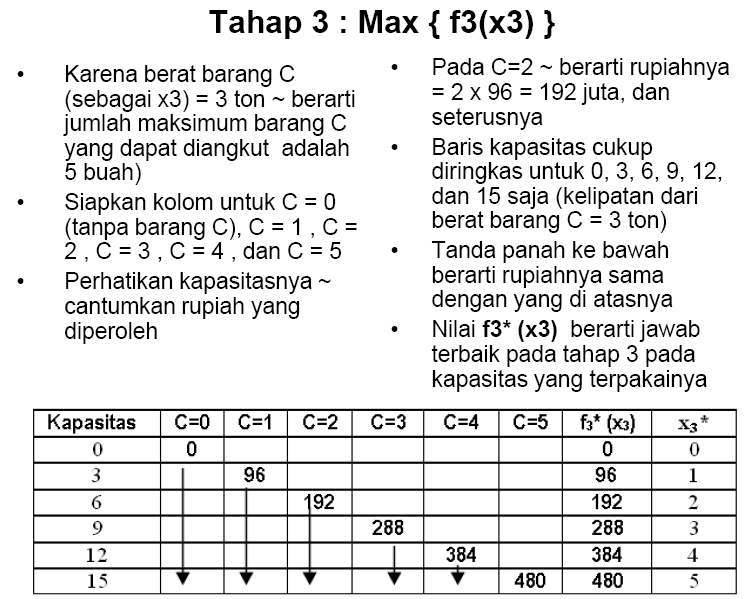 Tahap 3 : Max { f3(x3) }
• Karena berat barang C
(sebagai x3) = 3 ton ~ berarti
jumlah maksimum barang C
yang dapat diangkut adalah
5 buah)
• Siapkan kolom untuk C = 0
(tanpa barang C), C = 1 , C =
2 , C = 3 , C = 4 , dan C = 5
• Perhatikan kapasitasnya ~
cantumkan rupiah yang
diperoleh
• Pada C=2 ~ berarti rupiahnya
= 2 x 96 = 192 juta, dan
seterusnya
• Baris kapasitas cukup
diringkas untuk 0, 3, 6, 9, 12,
dan 15 saja (kelipatan dari
berat barang C = 3 ton)
• Tanda panah ke bawah
berarti rupiahnya sama
dengan yang di atasnya
• Nilai f3* (x3) berarti jawab
terbaik pada tahap 3 pada
kapasitas yang terpakainya
Kapasitas C=0 C=1 C=2 C=3 C=4 C=5 f₃* (x₃) x₃*
0 0 0 0
3 96 96 1
6 192 192 2
9 288 288 3
12 384 384 4
15 480 480 5